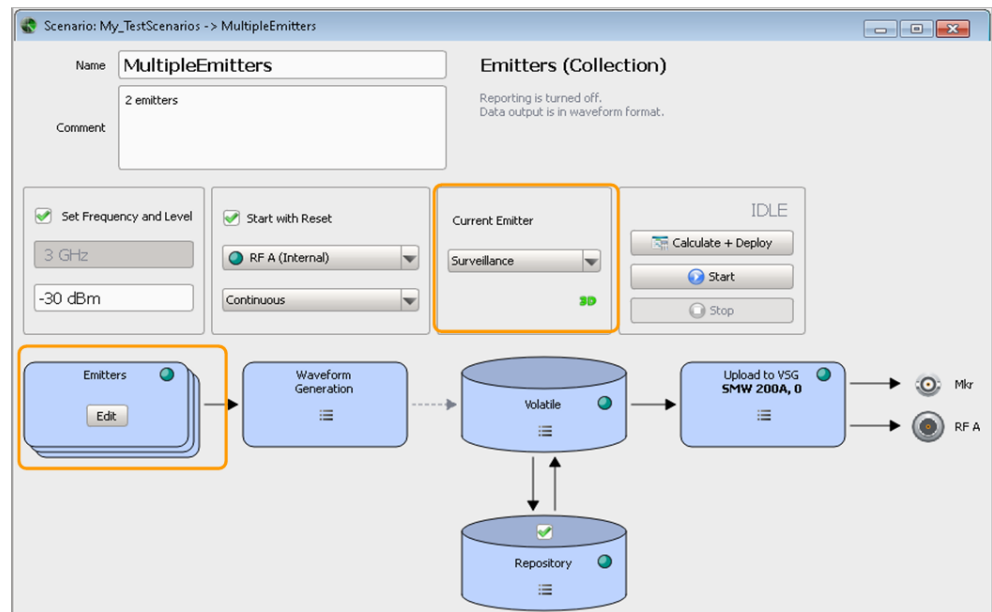 Scenario: My_TestScenarios -> MultipleEmitters
Name
MultipleEmitters
Emitters (Collection)
Comment
2 emitters
Reporting is turned off.
Data output is in waveform format.
Set Frequency and Level
3 GHz
-30 dBm
Start with Reset
RF A (Internal)
Continuous
Current Emitter
Surveillance
3D
IDLE
Calculate + Deploy
Start
Stop
Emitters
Edit
Waveform
Generation
Volatile
Upload to VSG
SMW 200A, 0
Mkr
RF A
Repository